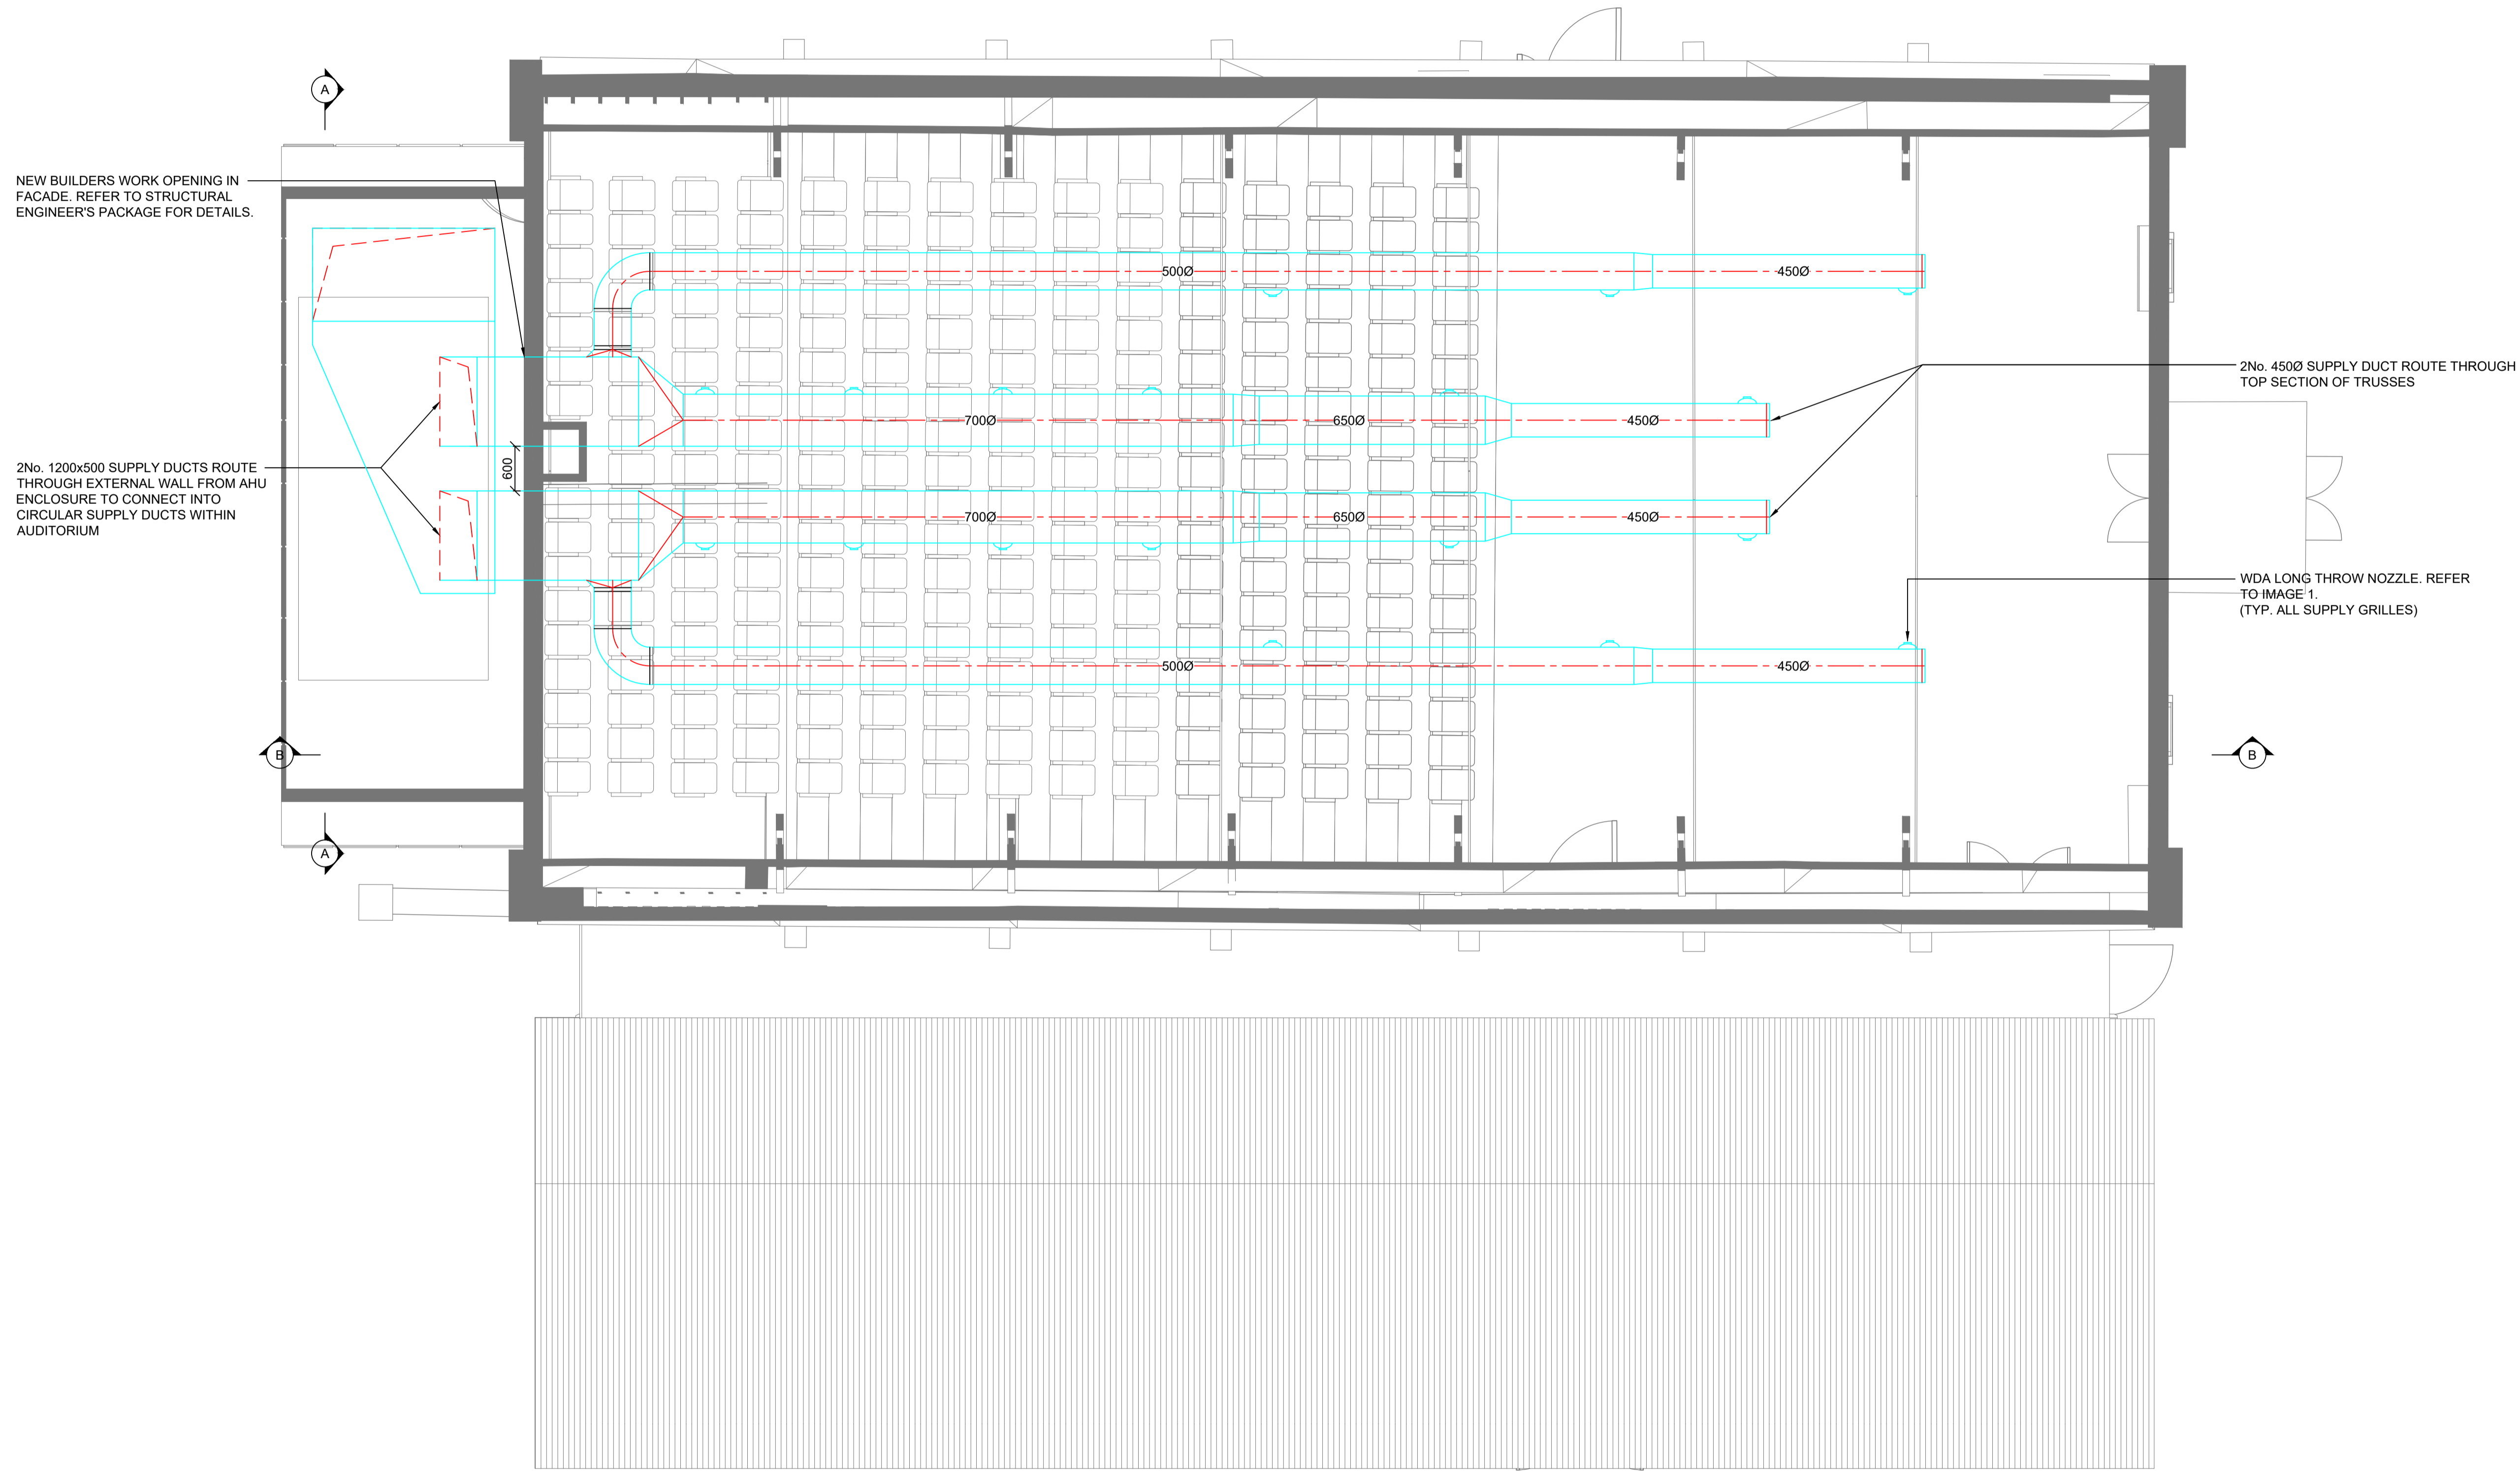 A
NEW BUILDERS WORK OPENING IN
FACADE. REFER TO STRUCTURAL
ENGINEER'S PACKAGE FOR DETAILS.
500Ø
450Ø
2No. 450Ø SUPPLY DUCT ROUTE THROUGH
TOP SECTION OF TRUSSES
700Ø
650Ø
450Ø
2No. 1200x500 SUPPLY DUCTS ROUTE
THROUGH EXTERNAL WALL FROM AHU
ENCLOSURE TO CONNECT INTO
CIRCULAR SUPPLY DUCTS WITHIN
AUDITORIUM
600
700Ø
650Ø
450Ø
WDA LONG THROW NOZZLE. REFER
TO IMAGE 1.
(TYP. ALL SUPPLY GRILLES)
500Ø
450Ø
B
B
A